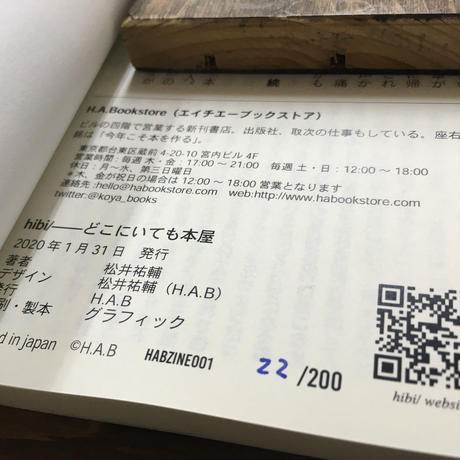 H.A.Bookstore（エイチエーブックストア）
ビルの四階で営業する新刊書店。出版社、取次の仕事もしている。座右
銘は「今年こそ本を作る」。
東京都台東区蔵前 4-20-10 宮内ビル 4F
営業時間：毎週 木・金：17:00 〜 21:00　毎週 土・日：12:00 〜 18:00
休日：月〜水、第三日曜日
＊木、金が祝日の場合は 12:00 〜 18:00 営業となります
連絡先 :hello@habookstore.com　web:http://www.habookstore.com
twitter:@koya_books
hibi/――どこにいても本屋
2020 年 1 月 31 日　発行
著者　松井祐輔
デザイン　松井祐輔（H.A.B）
発行　H.A.B
刷・製本　グラフィック
in japan　©H.A.B　HABZINE001　22 /200
hibi/ websi